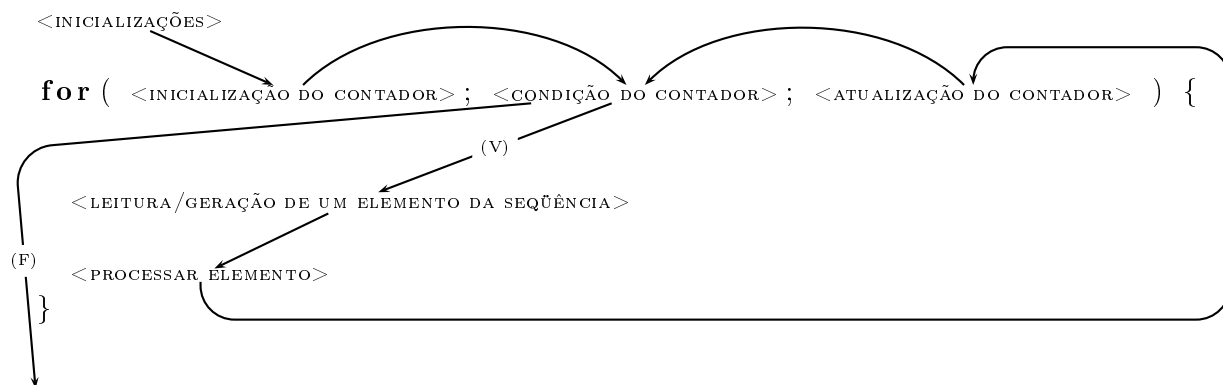 <INICIALIZAÇÕES>
for ( <INICIALIZAÇÃO DO CONTADOR> ; <CONDIÇÃO DO CONTADOR> ; <ATUALIZAÇÃO DO CONTADOR> ) {
(V)
<LEITURA/GERAÇÃO DE UM ELEMENTO DA SEQÜÊNCIA>
(F)
<PROCESSAR ELEMENTO>
}